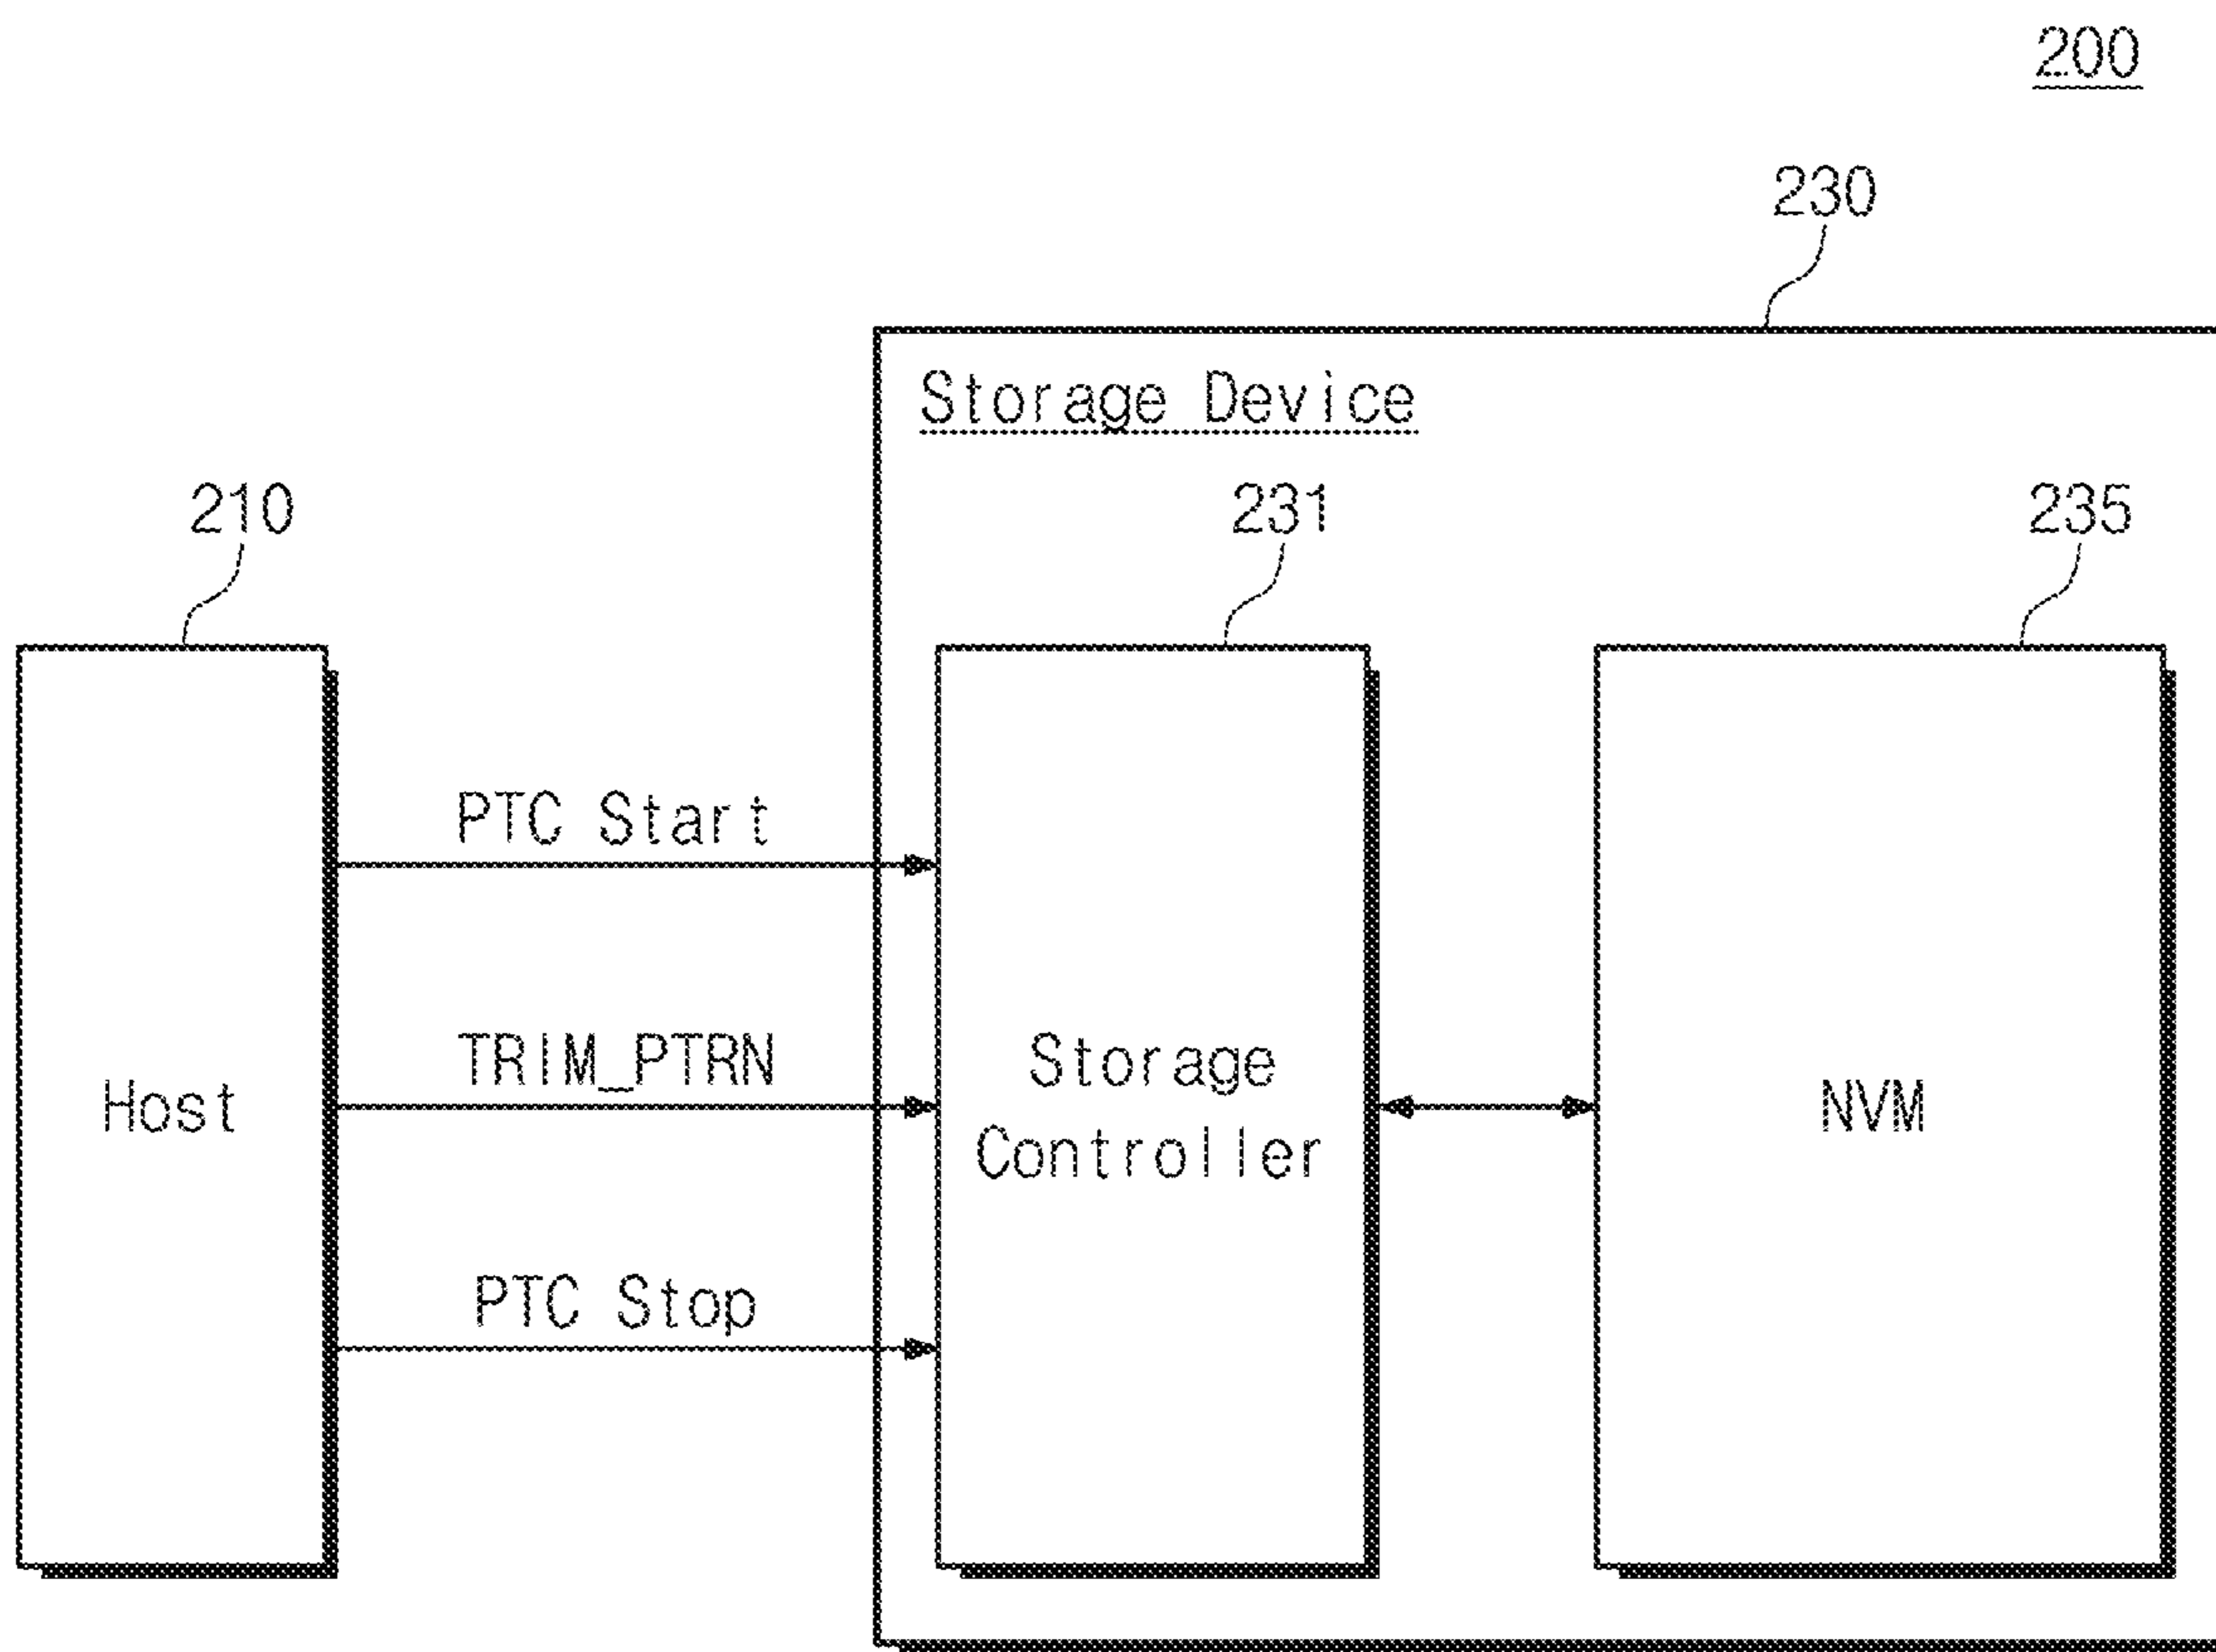 200
230
Storage Device
210
231
235
PTC Start
TRIM_PTRN
PTC Stop
Host
Storage
Controller
NVM